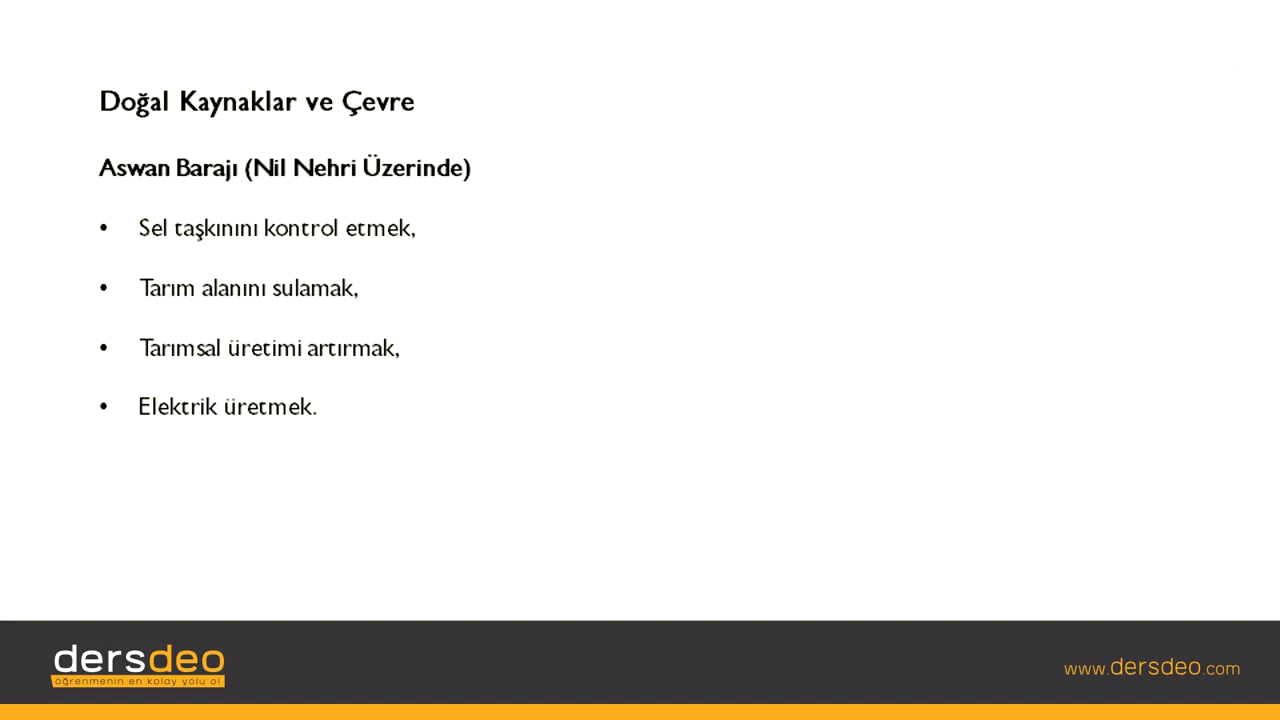 Doğal Kaynaklar ve Çevre
Aswan Barajı (Nil Nehri Üzerinde)
• Sel taşkınını kontrol etmek,
• Tarım alanını sulamak,
• Tarımsal üretimi artırmak,
• Elektrik üretmek.
dersdeo
öğrenmenin en kolay yolu o!
www.dersdeo.com